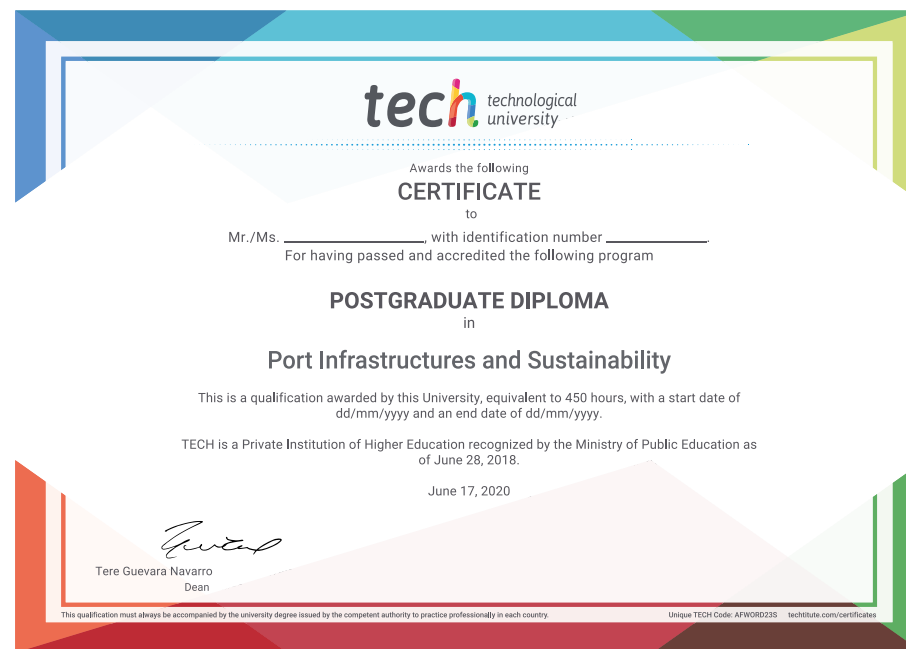 tech technological
university
Awards the following
CERTIFICATE
to
Mr./Ms. ____________, with identification number ____________.
For having passed and accredited the following program
POSTGRADUATE DIPLOMA
in
Port Infrastructures and Sustainability
This is a qualification awarded by this University, equivalent to 450 hours, with a start date of
dd/mm/yyyy and an end date of dd/mm/yyyy.
TECH is a Private Institution of Higher Education recognized by the Ministry of Public Education as
of June 28, 2018.
June 17, 2020
Tere Guevara Navarro
Dean
This qualification must always be accompanied by the university degree issued by the competent authority to practice professionally in each country. Unique TECH Code: AFWORD23S techtitute.com/certificates